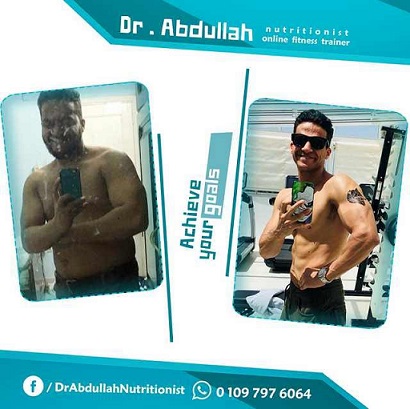 Dr . Abdullah
nutritionist
online fitness trainer
Achieve
your goals
/DrAbdullahNutritionist
0 109 797 6064